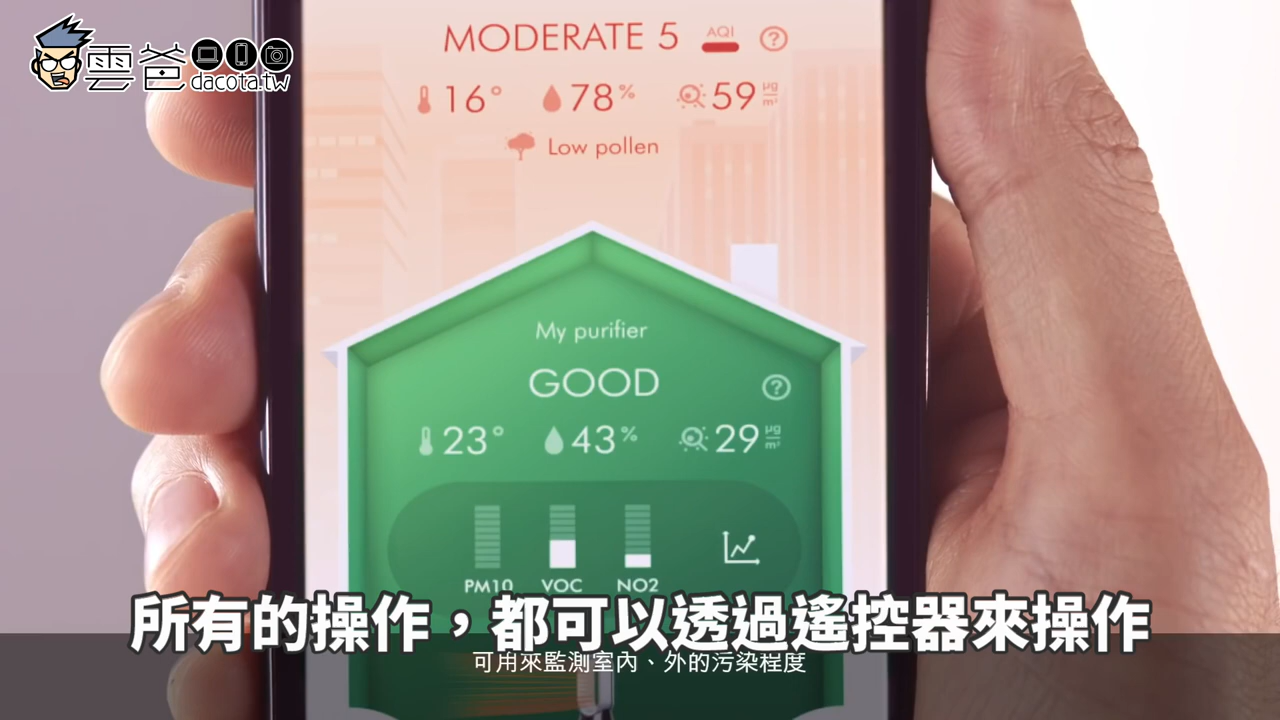 雲爸
dacota.tw
MODERATE 5 AQI ?
16° 78% 59 µg/m³
Low pollen
My purifier
GOOD ?
23° 43% 29 µg/m³
PM10 VOC NO2
所有的操作，都可以透過遙控器來操作
可用來監測室內、外的污染程度